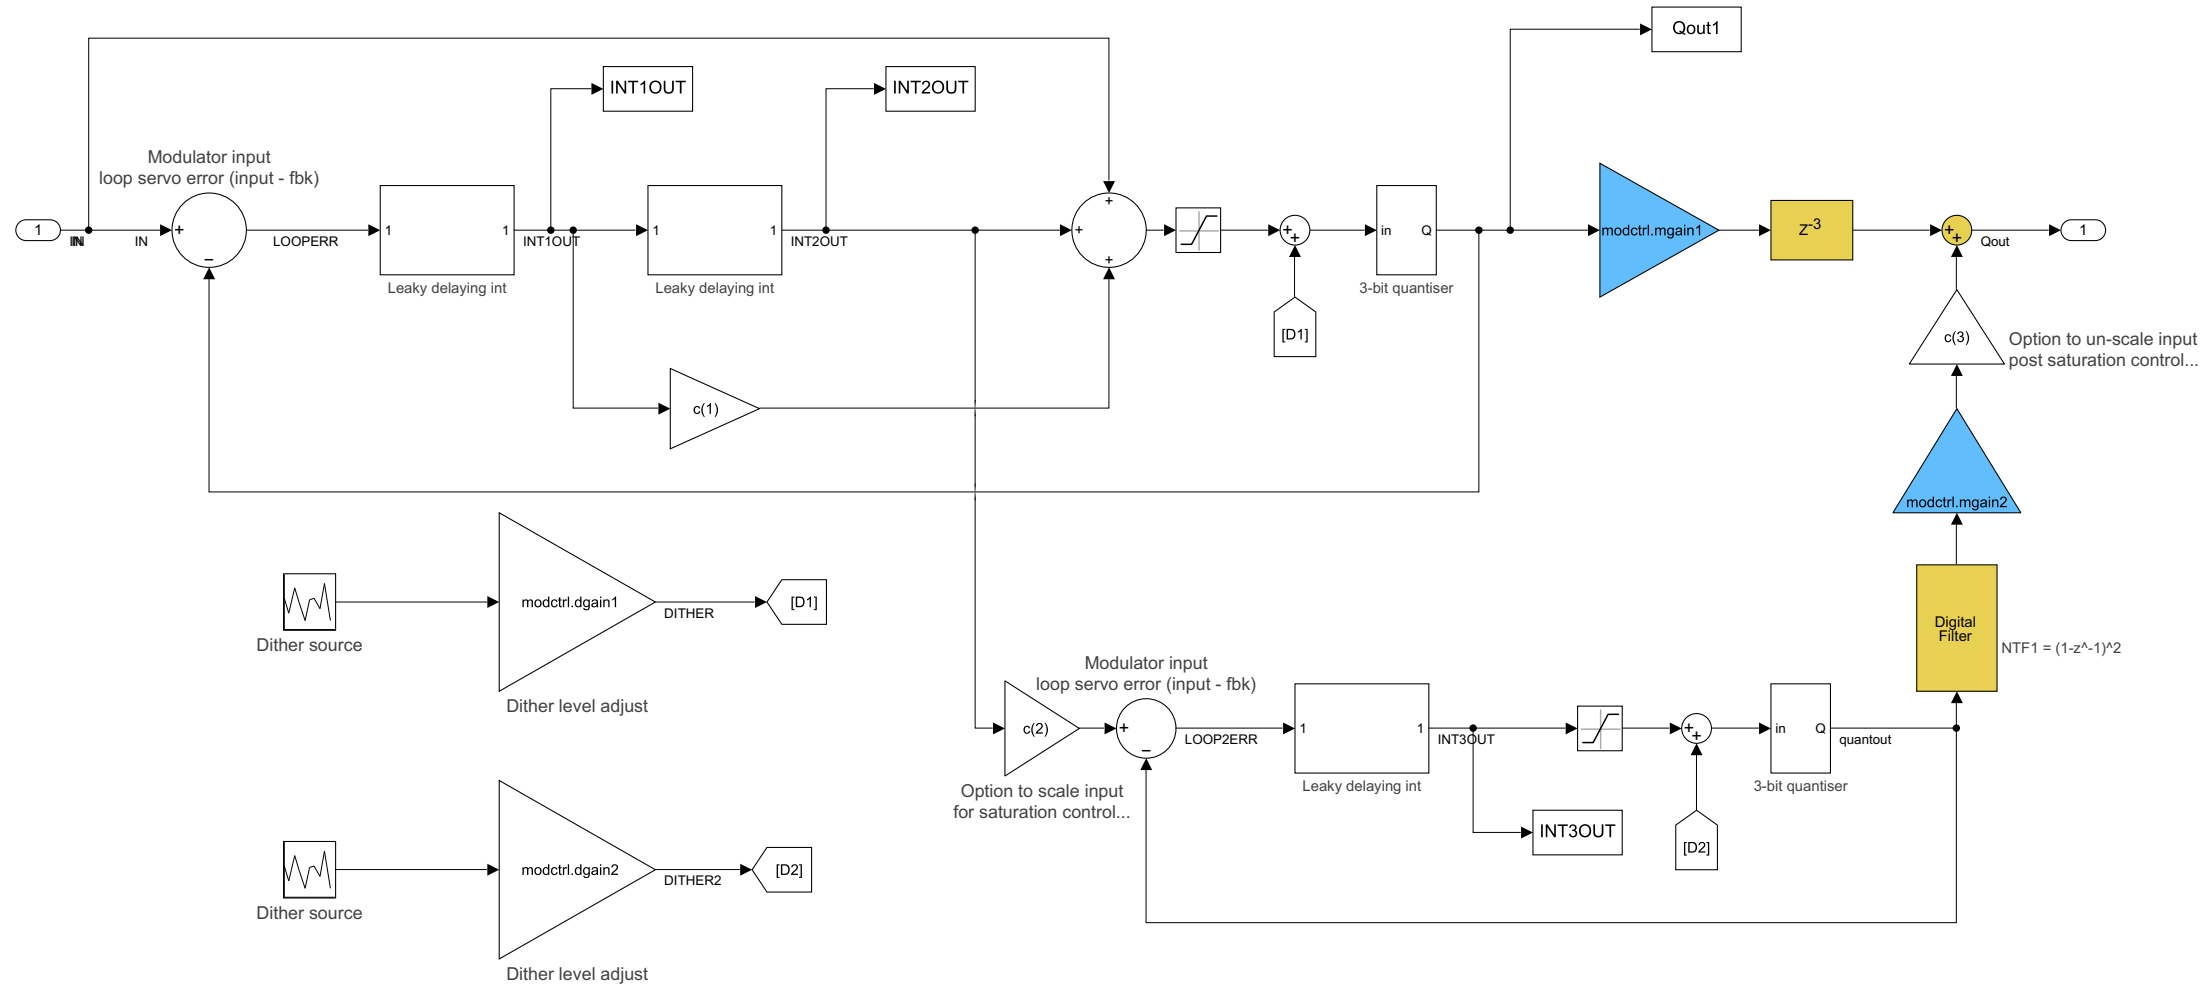 Qout1
INT1OUT
INT2OUT
Modulator input
loop servo error (input - fbk)
1
IN
IN
+
−
LOOPERR
1
1
INT1OUT
Leaky delaying int
1
1
INT2OUT
Leaky delaying int
+
+
+
+
+
[D1]
in
Q
3-bit quantiser
modctrl.mgain1
Z-3
+
+
Qout
1
c(3)
Option to un-scale input
post saturation control...
c(1)
modctrl.mgain2
modctrl.dgain1
DITHER
[D1]
Dither source
Dither level adjust
Digital
Filter
NTF1 = (1-z^-1)^2
Modulator input
loop servo error (input - fbk)
c(2)
+
−
LOOP2ERR
1
1
INT3OUT
Leaky delaying int
+
+
in
Q
quantout
3-bit quantiser
Option to scale input
for saturation control...
INT3OUT
[D2]
modctrl.dgain2
DITHER2
[D2]
Dither source
Dither level adjust